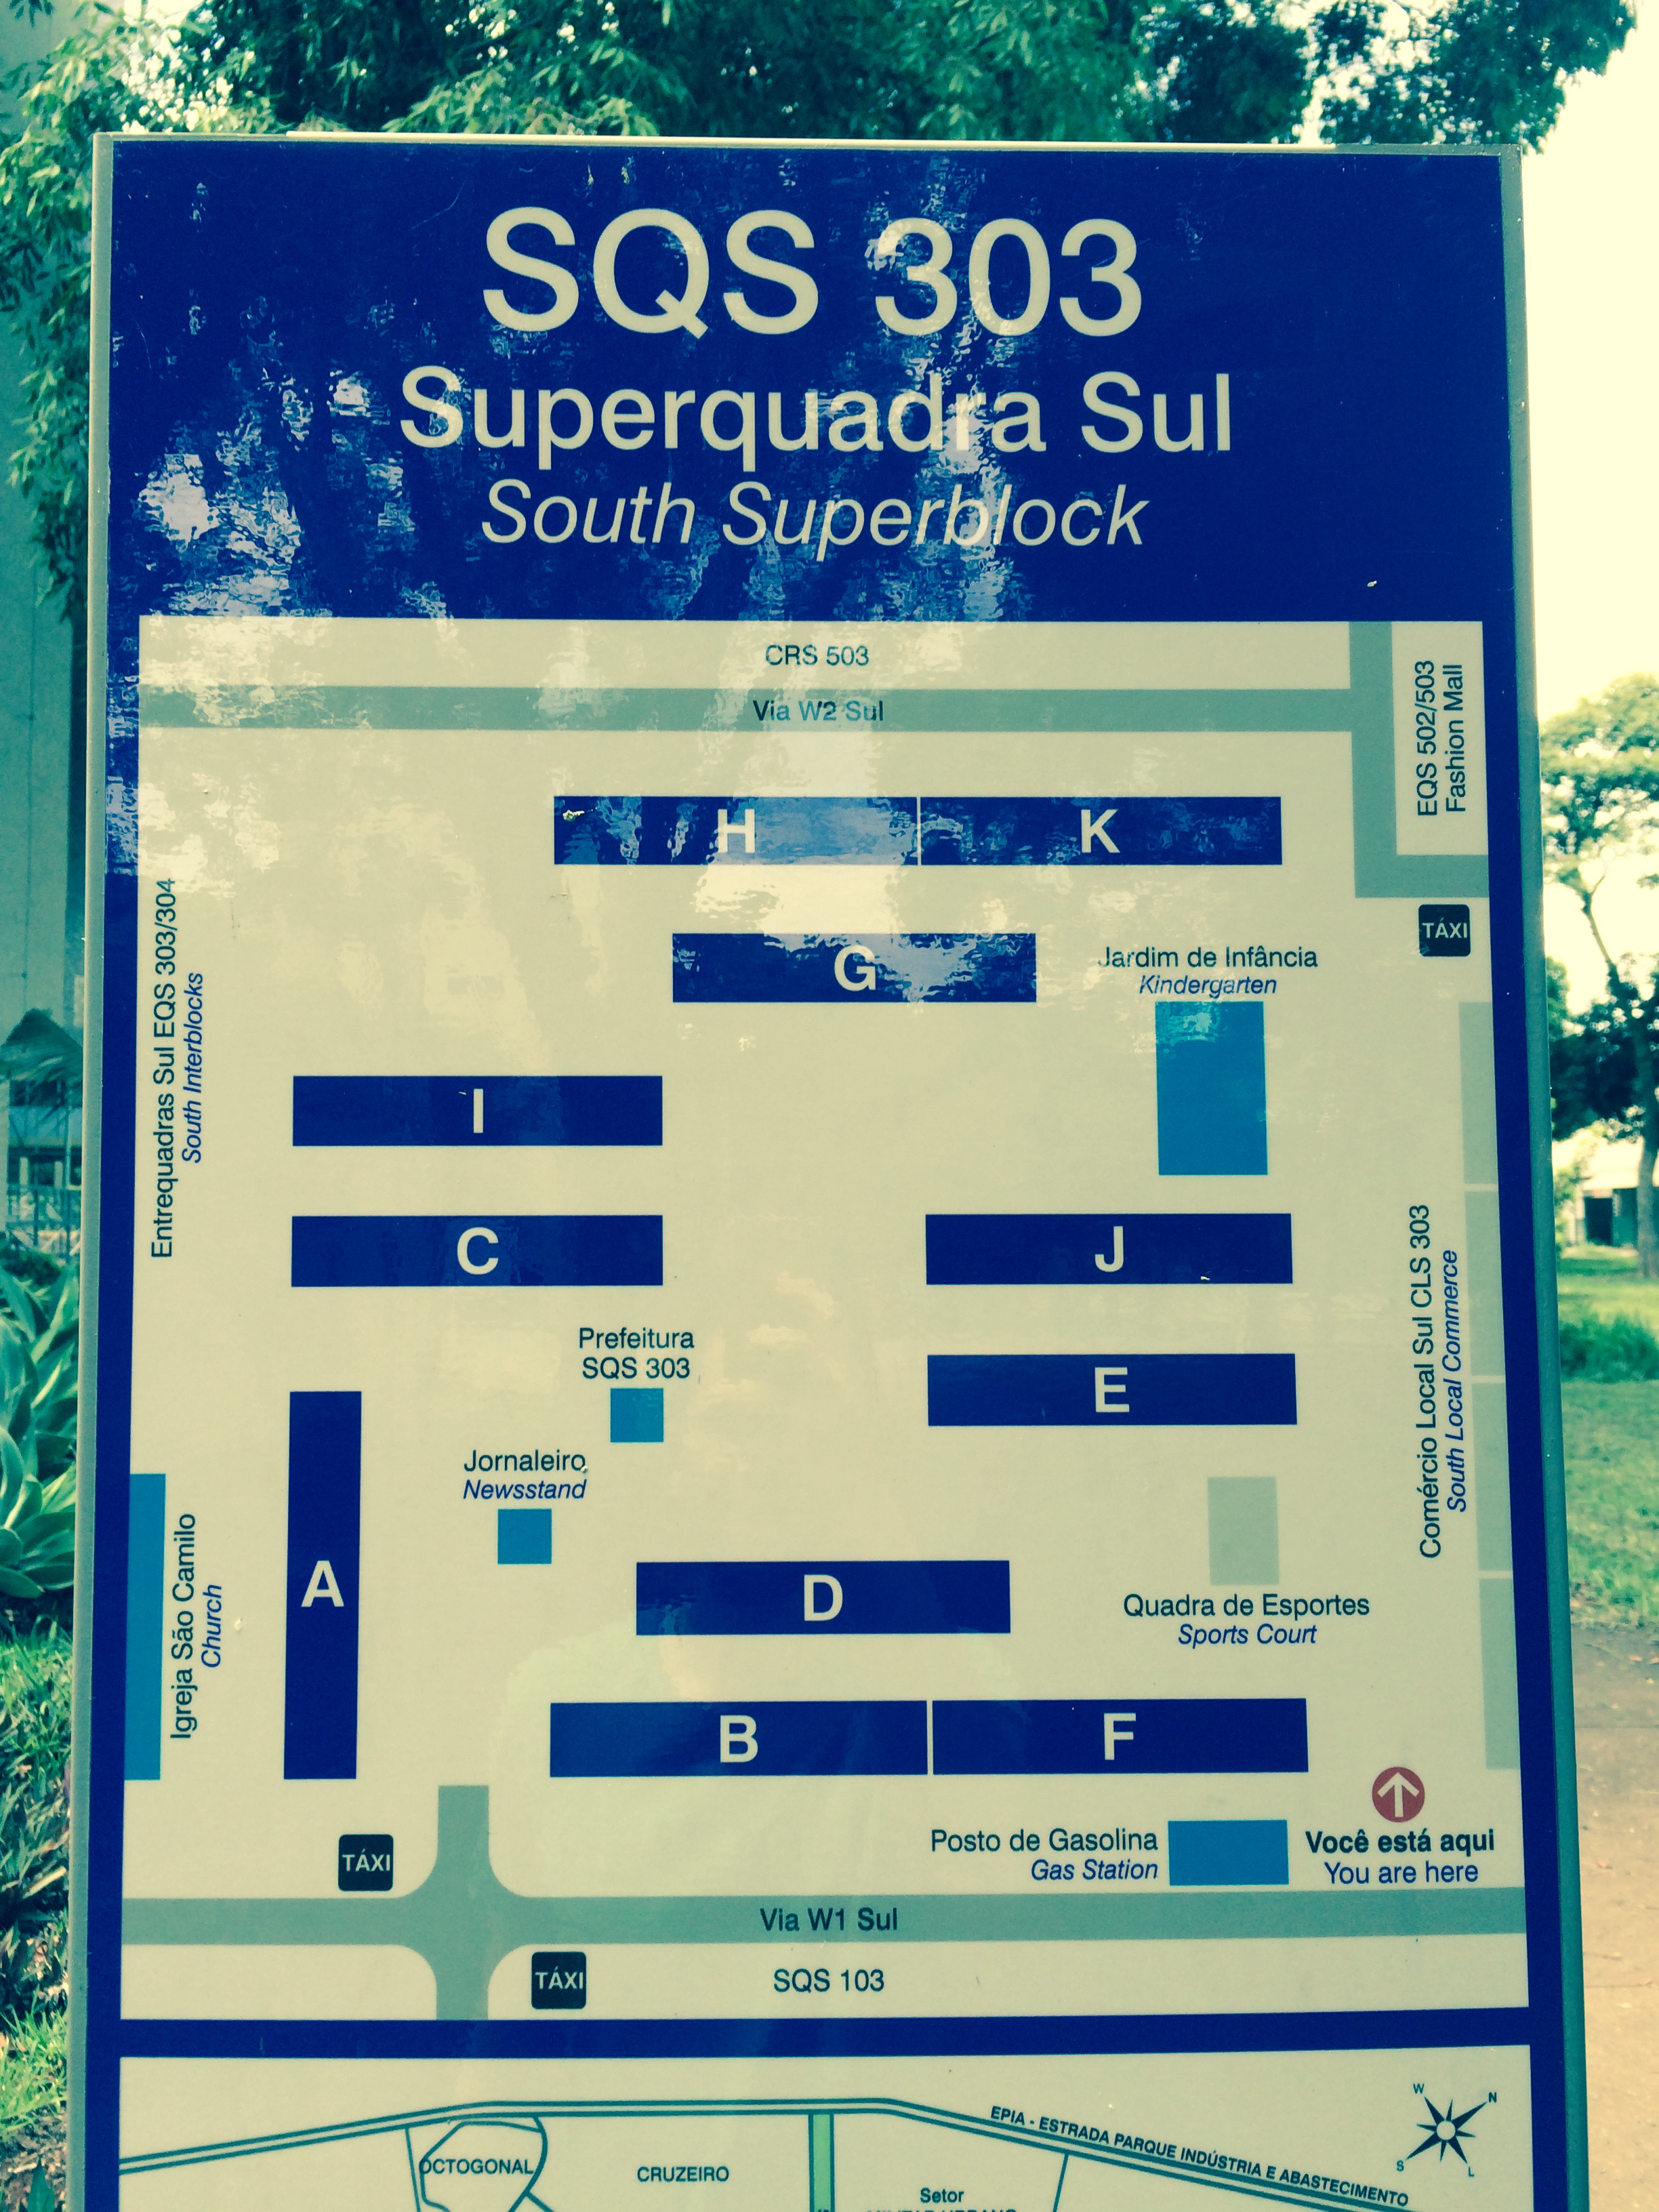 SQS 303
Superquadra Sul
South Superblock
CRS 503
Via W2 Sul
EQS 502/503
Fashion Mall
H
K
TÁXI
G
Jardim de Infância
Kindergarten
Entrequadras Sul EQS 303/304
South Interblocks
I
C
J
Comércio Local Sul CLS 303
South Local Commerce
Prefeitura
SQS 303
E
Jornaleiro
Newsstand
A
Igreja São Camilo
Church
D
Quadra de Esportes
Sports Court
B
F
Posto de Gasolina
Gas Station
Você está aqui
You are here
TÁXI
Via W1 Sul
TÁXI
SQS 103
W
N
S
L
EPIA - ESTRADA PARQUE INDÚSTRIA E ABASTECIMENTO
OCTOGONAL
CRUZEIRO
Setor